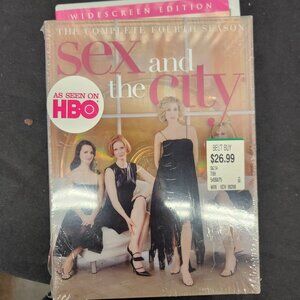 WIDESCREEN EDITION
THE COMPLETE FOURTH SEASON
sex and
the city
AS SEEN ON
HBO
BEST BUY
$26.99